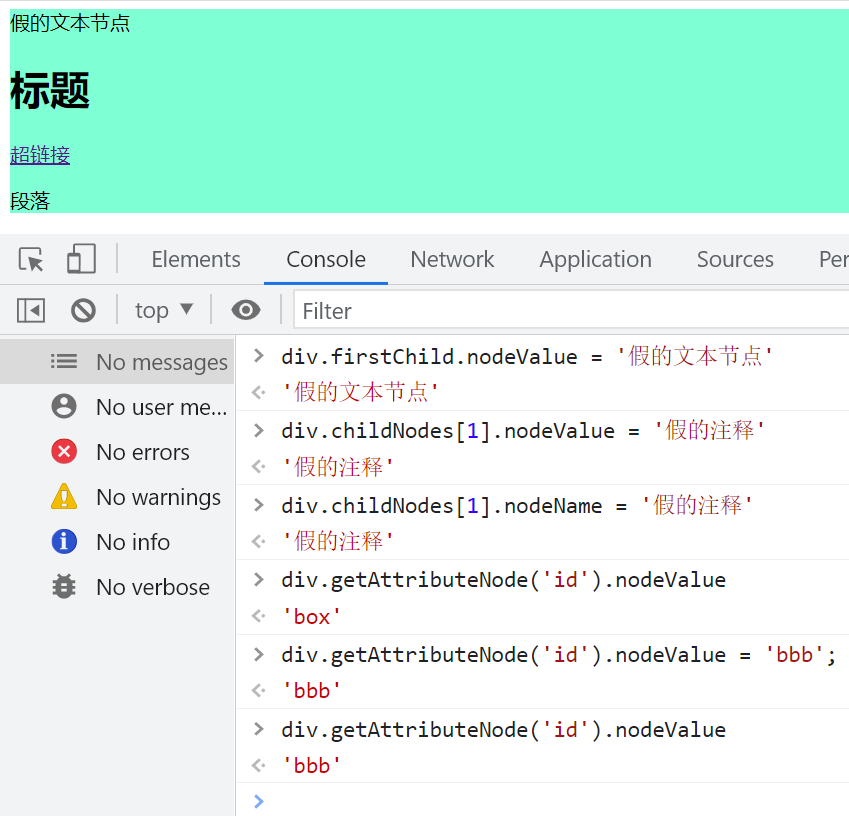 假的文本节点
标题
超链接
段落
Elements Console Network Application Sources Per
top ▼ Filter
No messages
No user me...
No errors
No warnings
No info
No verbose
> div.firstChild.nodeValue = '假的文本节点'
'假的文本节点'
> div.childNodes[1].nodeValue = '假的注释'
'假的注释'
> div.childNodes[1].nodeName = '假的注释'
'假的注释'
> div.getAttributeNode('id').nodeValue
'box'
> div.getAttributeNode('id').nodeValue = 'bbb';
'bbb'
> div.getAttributeNode('id').nodeValue
'bbb'
>